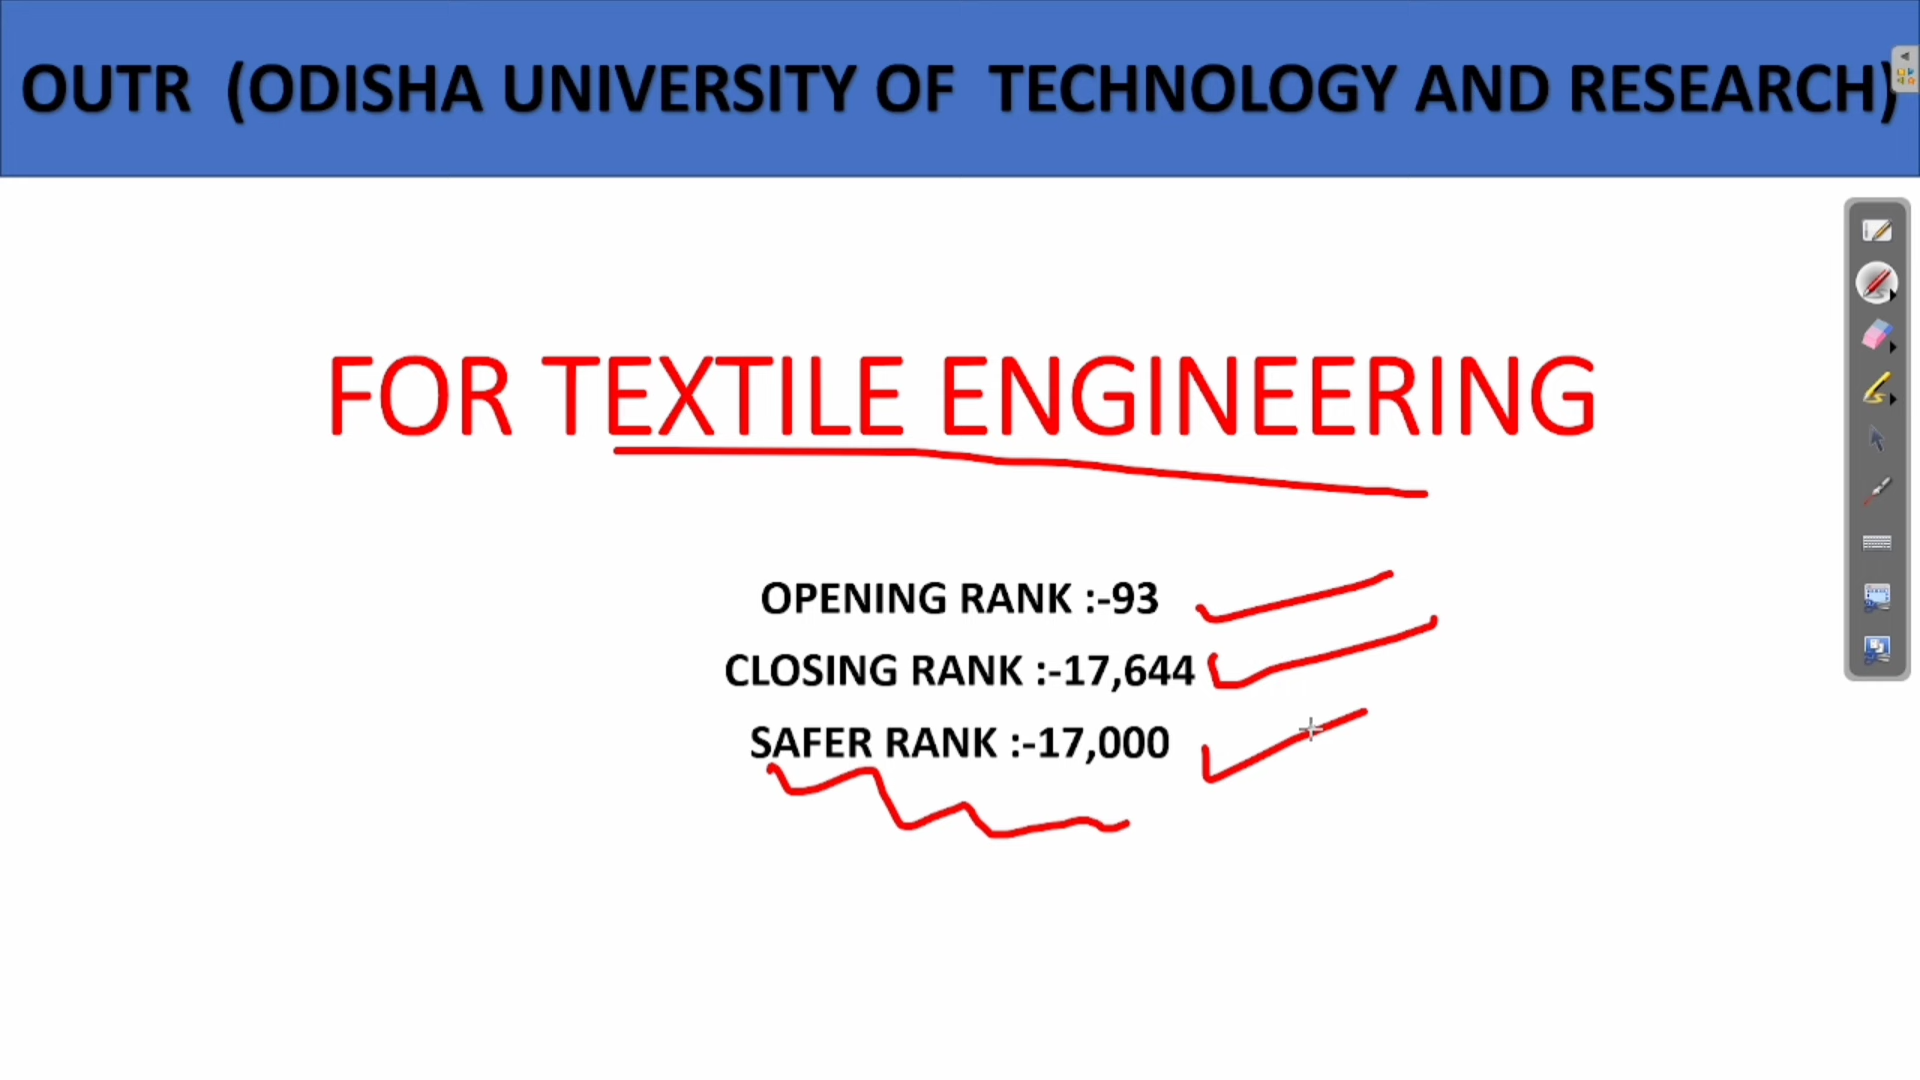 OUTR (ODISHA UNIVERSITY OF TECHNOLOGY AND RESEARCH)
FOR TEXTILE ENGINEERING
OPENING RANK :-93
CLOSING RANK :-17,644
SAFER RANK :-17,000